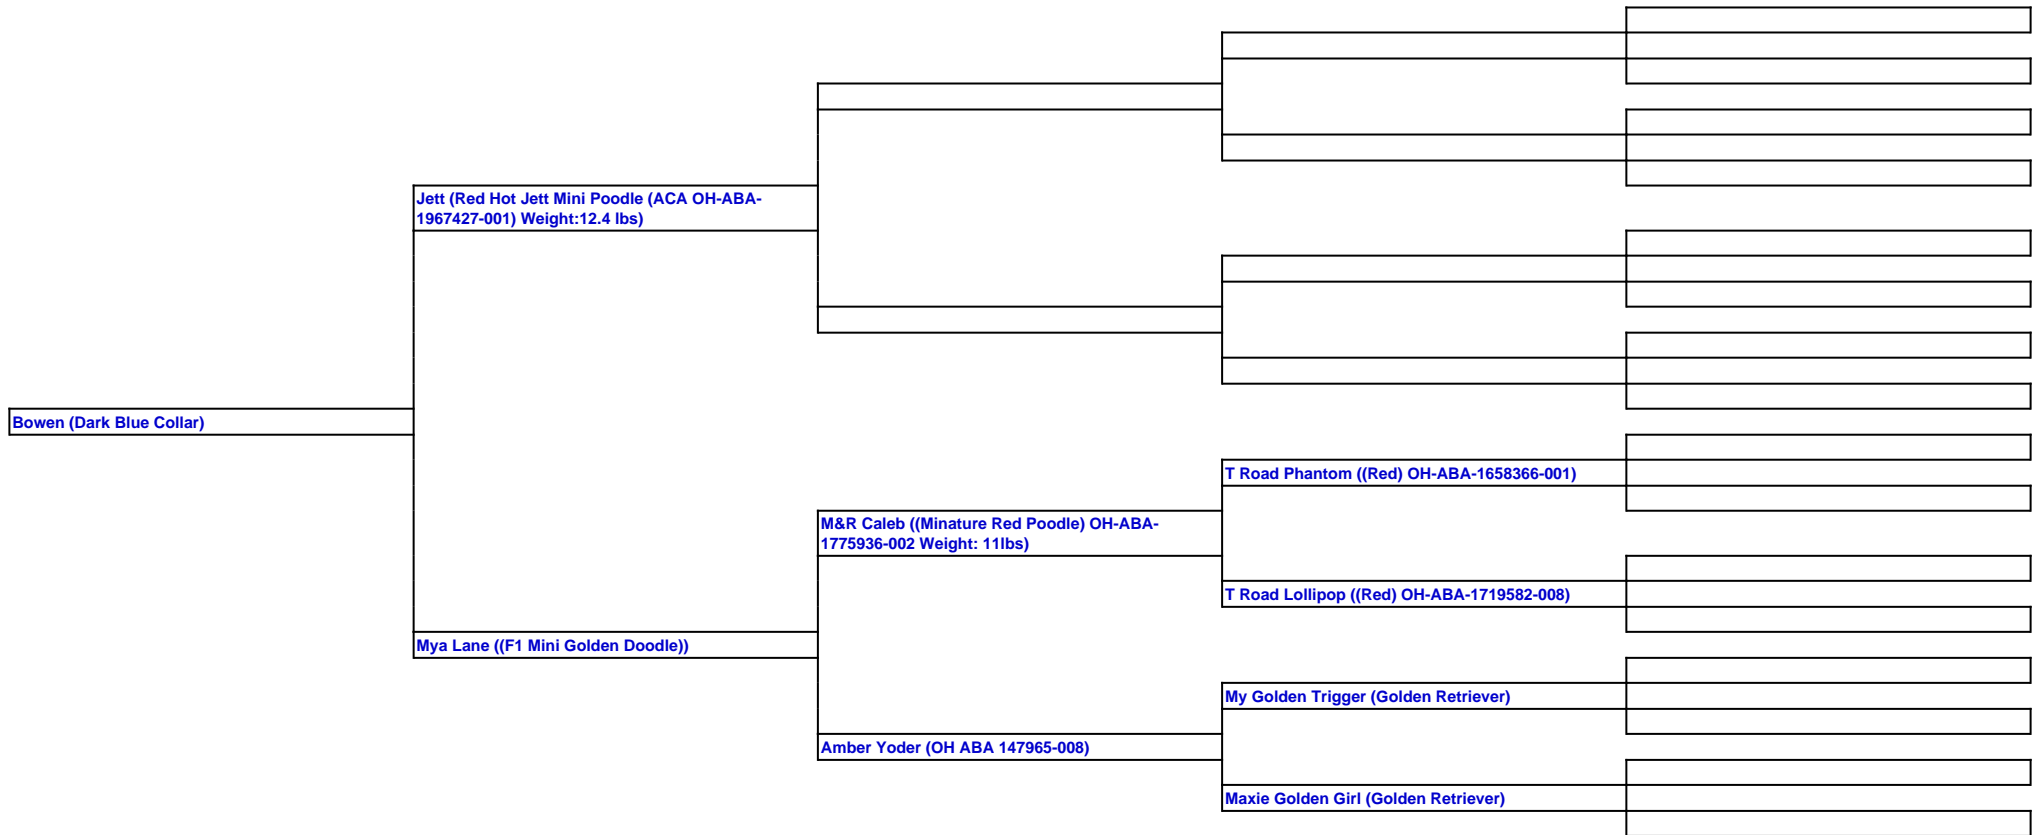 Jett (Red Hot Jett Mini Poodle (ACA OH-ABA-
1967427-001) Weight:12.4 lbs)
Bowen (Dark Blue Collar)
T Road Phantom ((Red) OH-ABA-1658366-001)
M&R Caleb ((Minature Red Poodle) OH-ABA-
1775936-002 Weight: 11lbs)
T Road Lollipop ((Red) OH-ABA-1719582-008)
Mya Lane ((F1 Mini Golden Doodle))
My Golden Trigger (Golden Retriever)
Amber Yoder (OH ABA 147965-008)
Maxie Golden Girl (Golden Retriever)